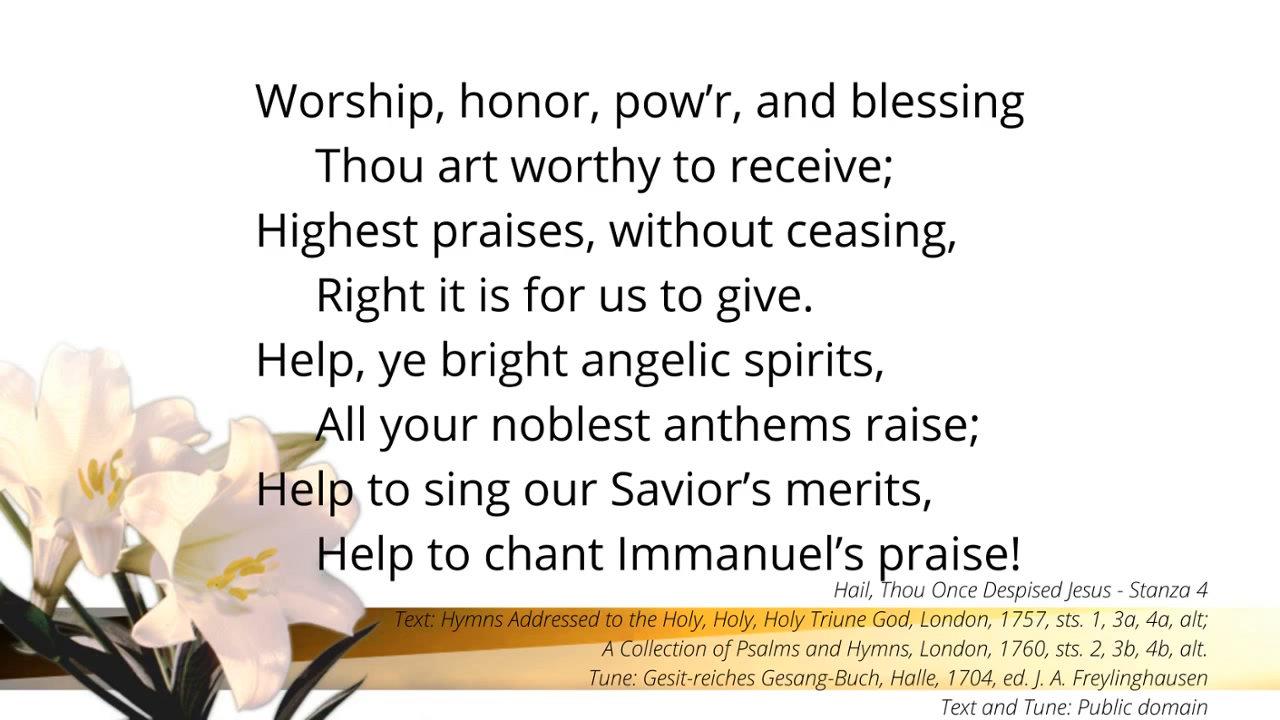 Worship, honor, pow’r, and blessing
Thou art worthy to receive;
Highest praises, without ceasing,
Right it is for us to give.
Help, ye bright angelic spirits,
All your noblest anthems raise;
Help to sing our Savior’s merits,
Help to chant Immanuel’s praise!
Hail, Thou Once Despised Jesus - Stanza 4
Text: Hymns Addressed to the Holy, Holy, Holy Triune God, London, 1757, sts. 1, 3a, 4a, alt;
A Collection of Psalms and Hymns, London, 1760, sts. 2, 3b, 4b, alt.
Tune: Gesit-reiches Gesang-Buch, Halle, 1704, ed. J. A. Freylinghausen
Text and Tune: Public domain